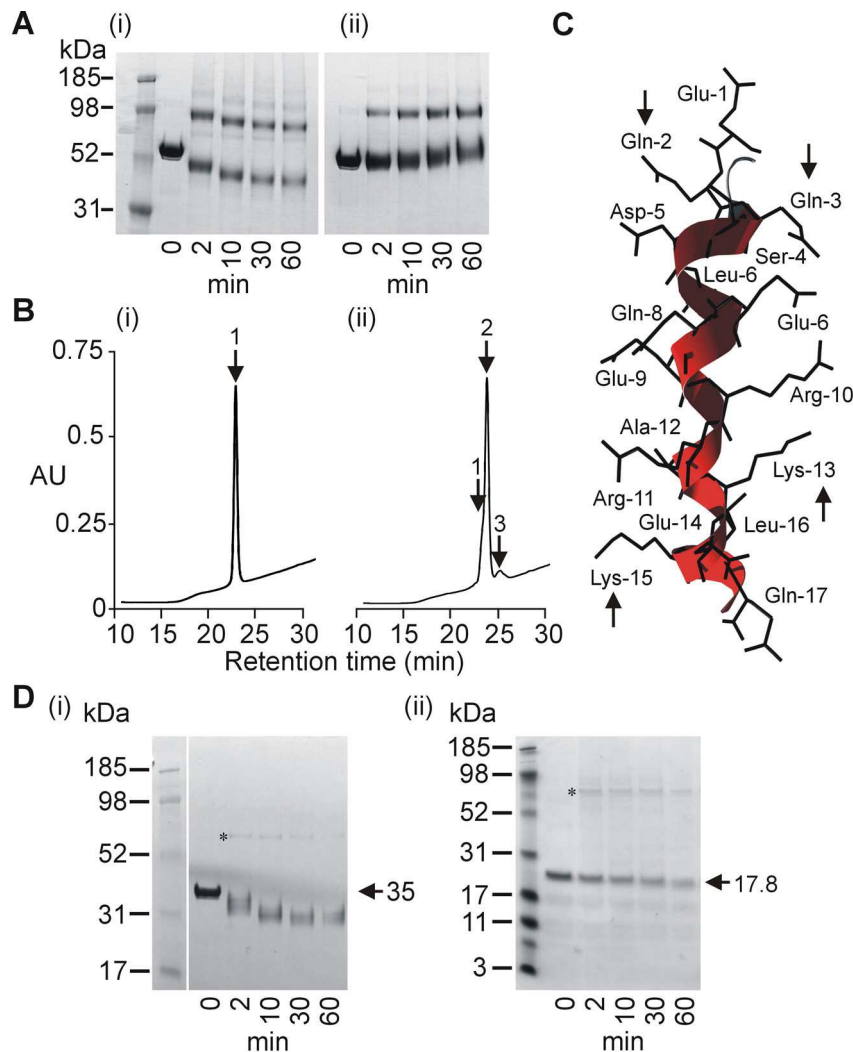 A (i) (ii) C
kDa
185
98
52
31
0 2 10 30 60 0 2 10 30 60
min min
Glu-1
Gln-2
Gln-3
Asp-5
Ser-4
Leu-6
Gln-8
Glu-6
Glu-9
Arg-10
Ala-12
Lys-13
Arg-11
Glu-14
Leu-16
Lys-15
Gln-17
B (i) (ii)
0.75
0.5
AU
0.25
0
1
2
1
3
10 15 20 25 30 10 15 20 25 30
Retention time (min)
D (i) kDa (ii) kDa
185
98
*
52
35
31
17
0 2 10 30 60
min
185
98
*
52
31
17.8
17
11
3
0 2 10 30 60
min